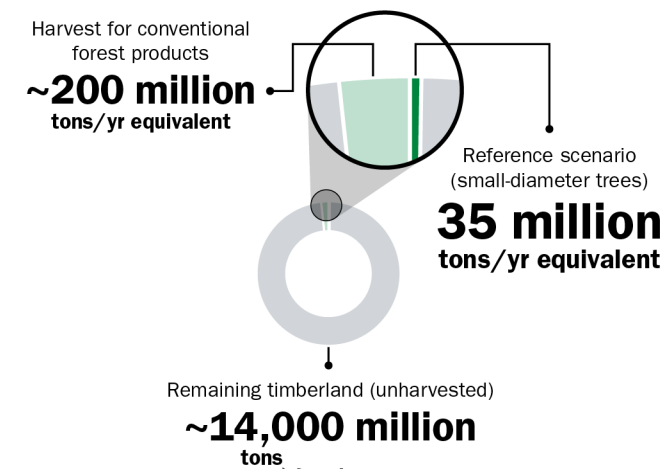 Harvest for conventional
forest products
~200 million
tons/yr equivalent
Reference scenario
(small-diameter trees)
35 million
tons/yr equivalent
Remaining timberland (unharvested)
~14,000 million
tons